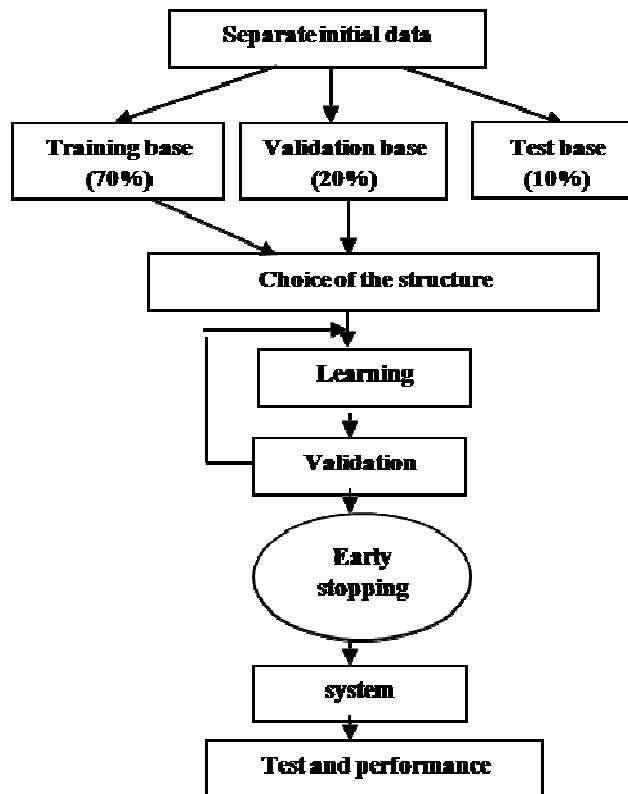 Separate initial data
Training base
(70%)
Validation base
(20%)
Test base
(10%)
Choice of the structure
Learning
Validation
Early
stopping
system
Test and performance